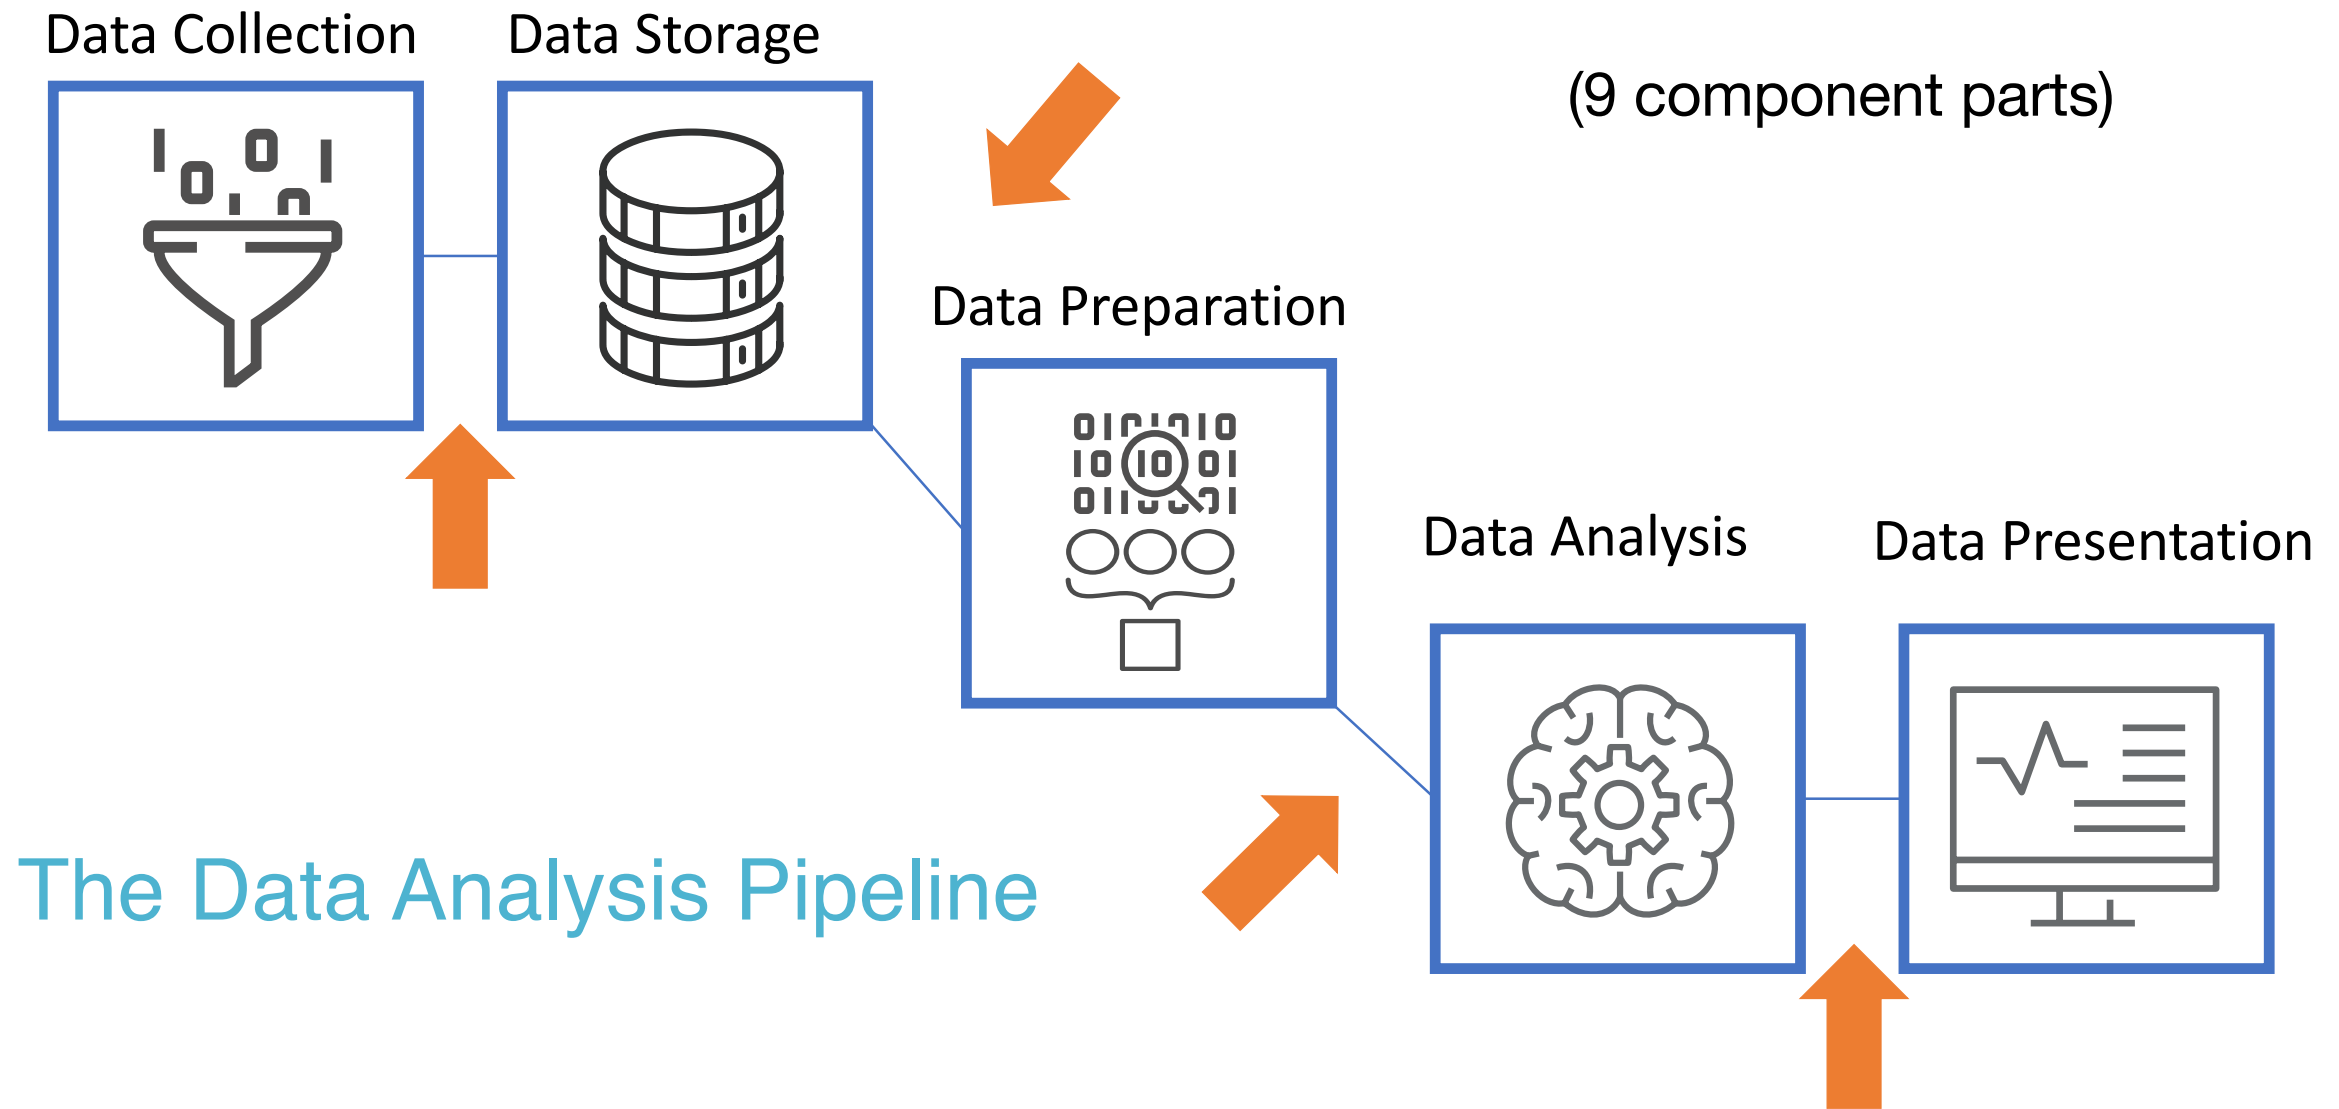 Data Collection
Data Storage
(9 component parts)
Data Preparation
Data Analysis
Data Presentation
The Data Analysis Pipeline